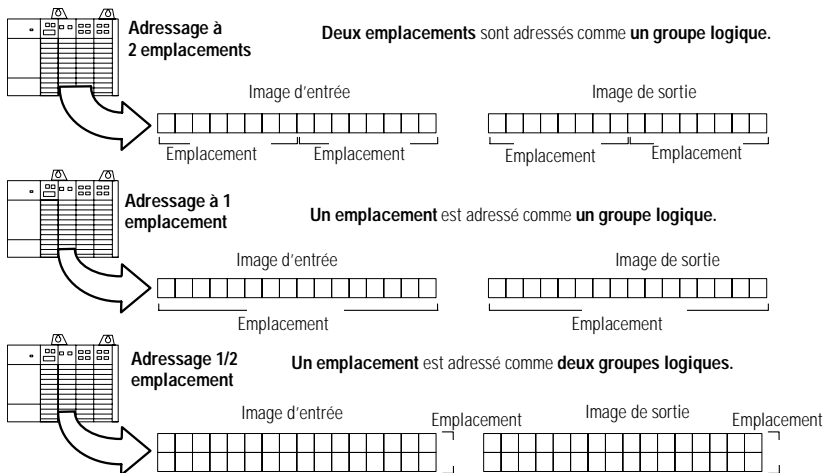 Adressage à
2 emplacements
Deux emplacements sont adressés comme un groupe logique.
Image d'entrée
Image de sortie
Emplacement
Emplacement
Emplacement
Emplacement
Adressage à 1
emplacement
Un emplacement est adressé comme un groupe logique.
Image d'entrée
Image de sortie
Emplacement
Emplacement
Adressage 1/2
emplacement
Un emplacement est adressé comme deux groupes logiques.
Image d'entrée
Emplacement
Image de sortie
Emplacement